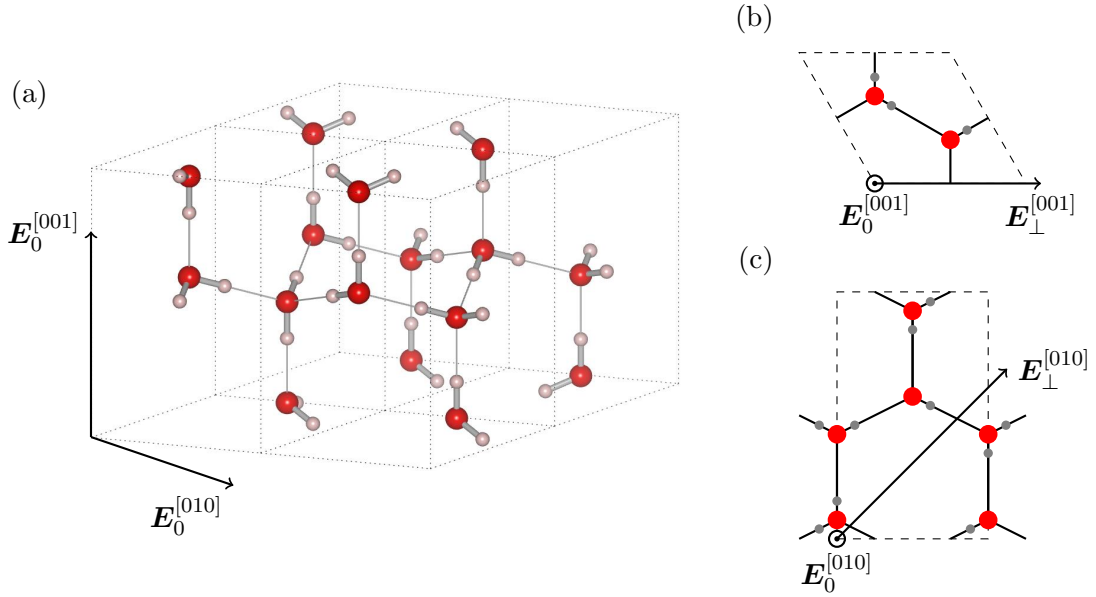 (a)
E_0^{[001]}
E_0^{[010]}
(b)
E_0^{[001]}
E_⊥^{[001]}
(c)
E_⊥^{[010]}
E_0^{[010]}